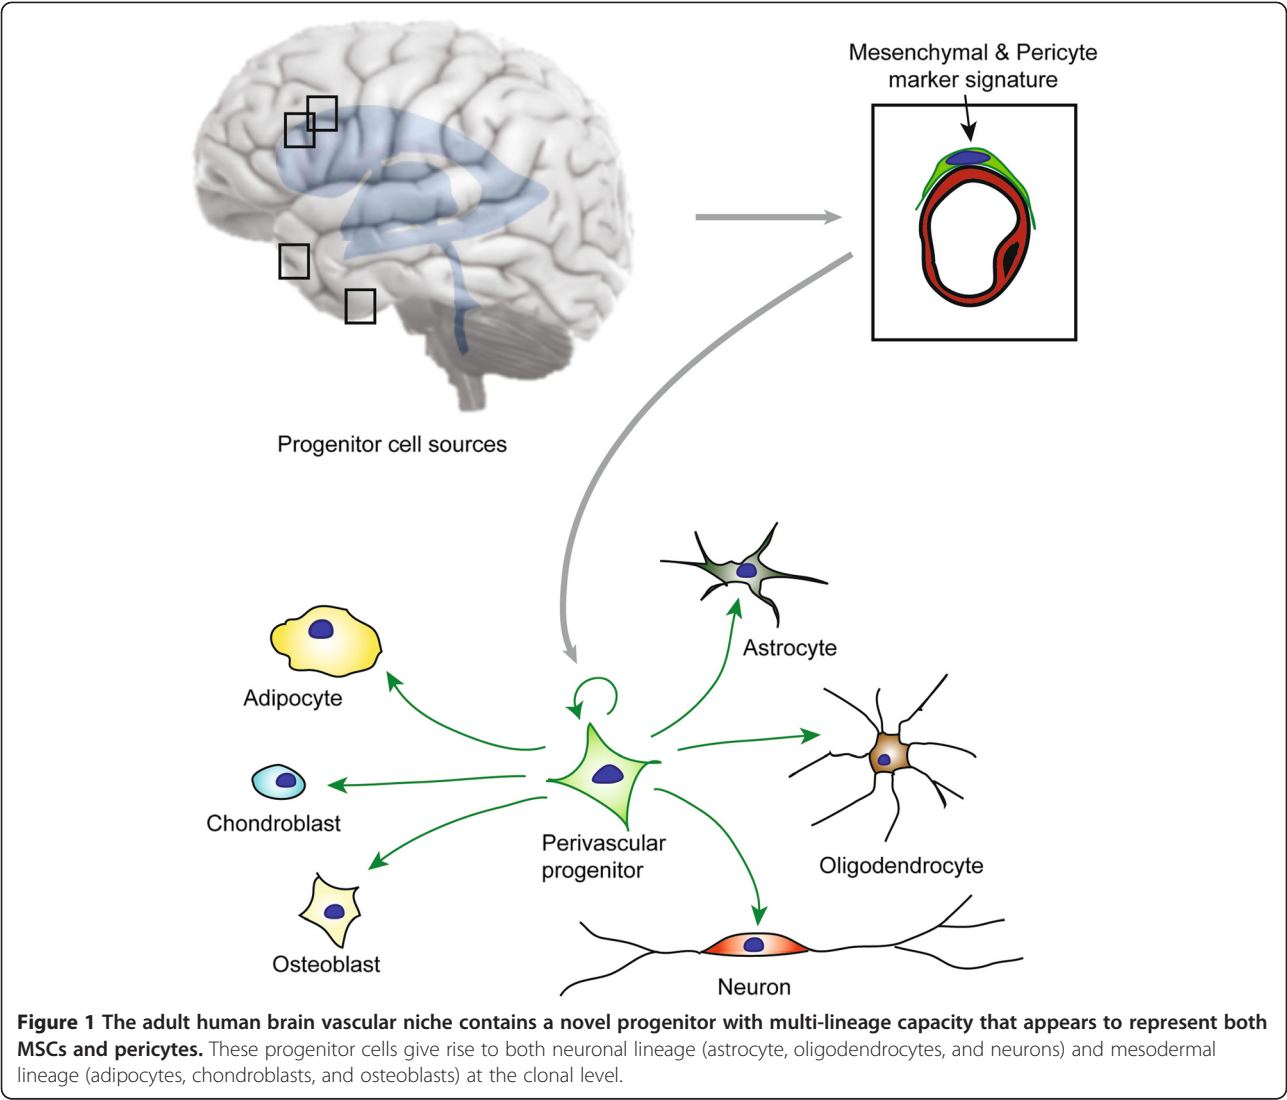 Mesenchymal & Pericyte
marker signature
Progenitor cell sources
Astrocyte
Adipocyte
Chondroblast
Perivascular
progenitor
Oligodendrocyte
Osteoblast
Neuron
Figure 1 The adult human brain vascular niche contains a novel progenitor with multi-lineage capacity that appears to represent both
MSCs and pericytes. These progenitor cells give rise to both neuronal lineage (astrocyte, oligodendrocytes, and neurons) and mesodermal
lineage (adipocytes, chondroblasts, and osteoblasts) at the clonal level.